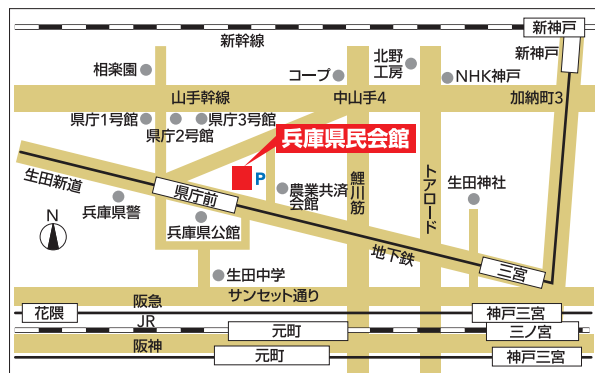 新神戸
新幹線
新神戸
北野
工房
相楽園
コープ
NHK神戸
山手幹線
中山手4
加納町3
県庁1号館
県庁3号館
県庁2号館
兵庫県民会館
P
鯉川筋
トアロード
生田新道
県庁前
農業共済
会館
生田神社
兵庫県警
N
兵庫県公館
地下鉄
三宮
生田中学
サンセット通り
阪急
花隈
神戸三宮
JR
元町
三ノ宮
阪神
元町
神戸三宮